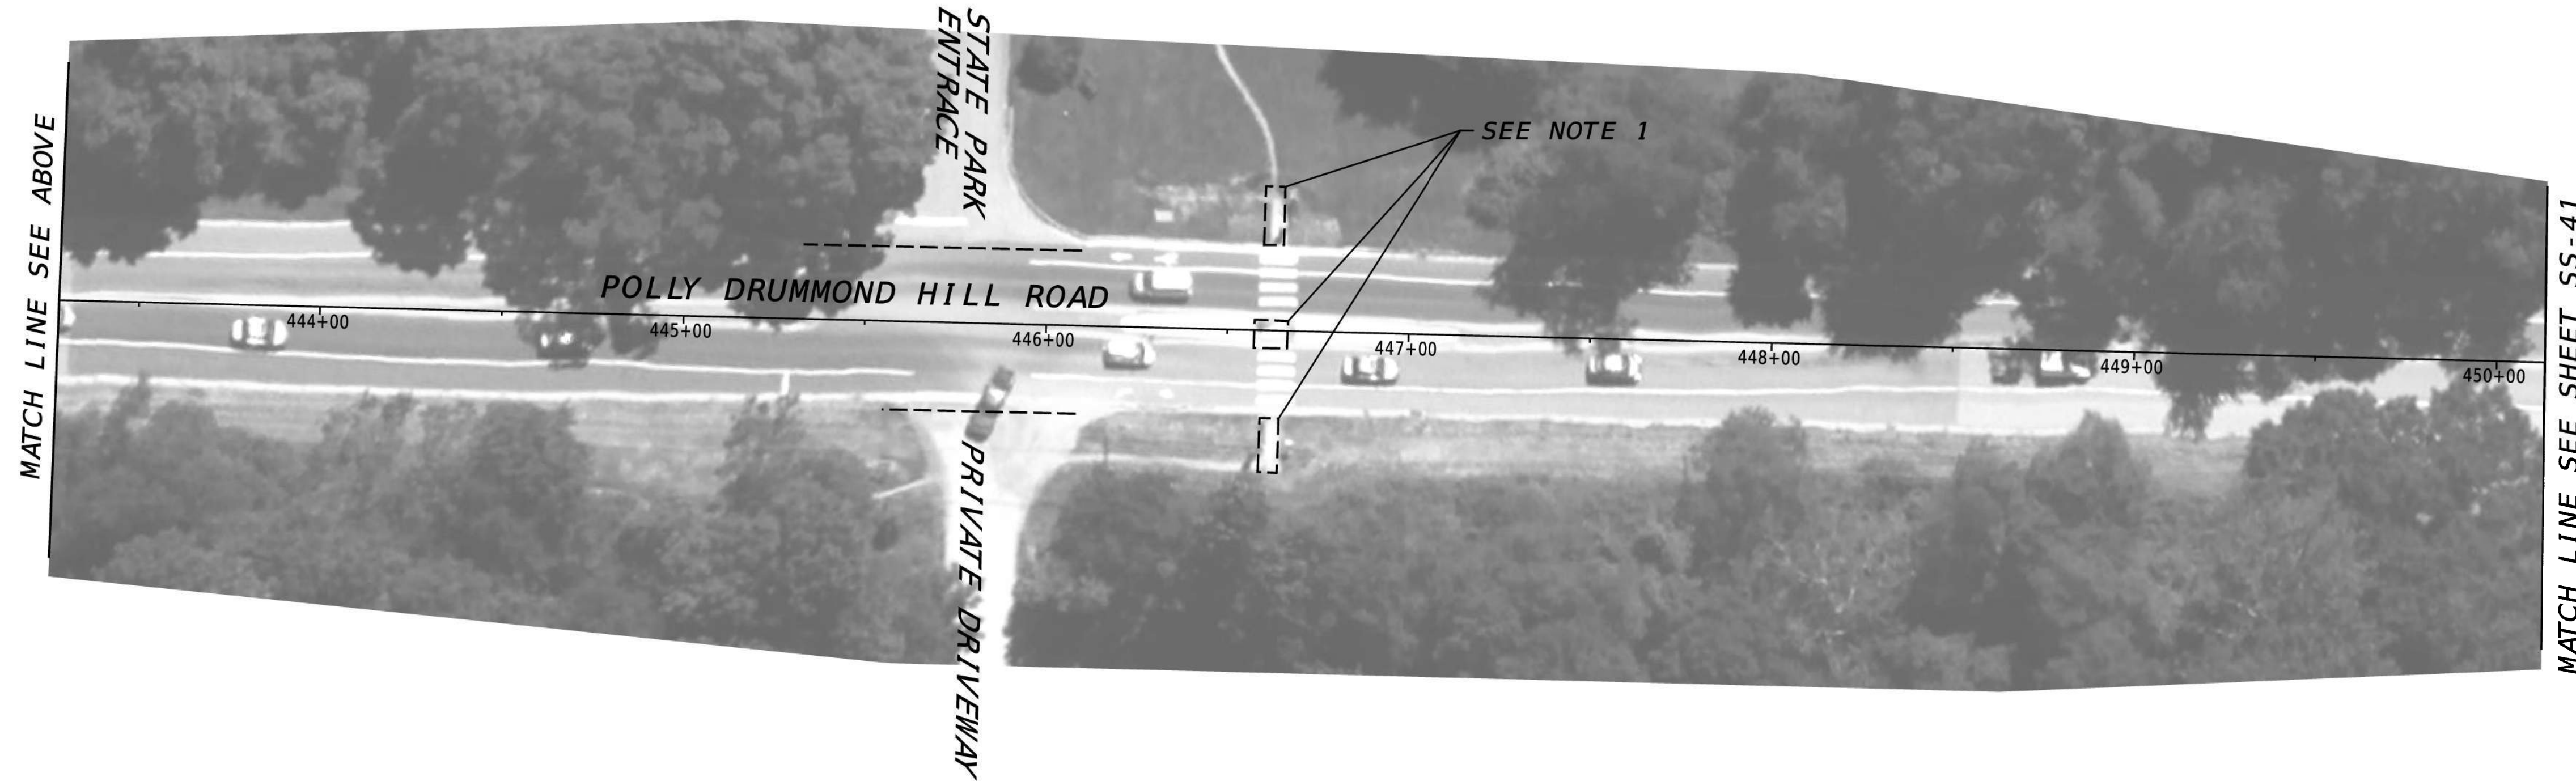 STATE PARK
ENTRACE
SEE NOTE 1
MATCH LINE SEE ABOVE
POLLY DRUMMOND HILL ROAD
444+00
445+00
446+00
447+00
448+00
449+00
450+00
PRIVATE DRIVEWAY
MATCH LINE SEE SHEET SS-41